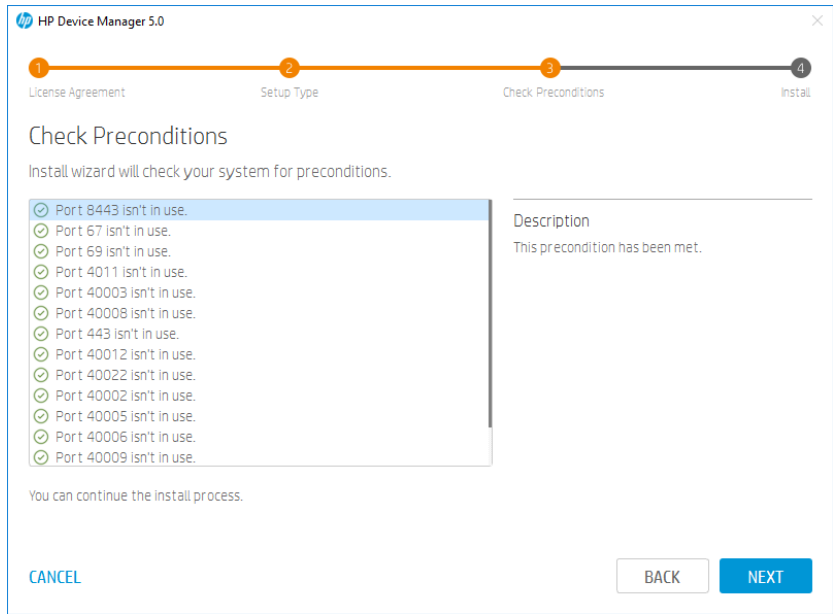 hp HP Device Manager 5.0
1 2 3 4
License Agreement Setup Type Check Preconditions Install
Check Preconditions
Install wizard will check your system for preconditions.
Port 8443 isn't in use.
Port 67 isn't in use.
Port 69 isn't in use.
Port 4011 isn't in use.
Port 40003 isn't in use.
Port 40008 isn't in use.
Port 443 isn't in use.
Port 40012 isn't in use.
Port 40022 isn't in use.
Port 40002 isn't in use.
Port 40005 isn't in use.
Port 40006 isn't in use.
Port 40009 isn't in use.
Description
This precondition has been met.
You can continue the install process.
CANCEL BACK NEXT